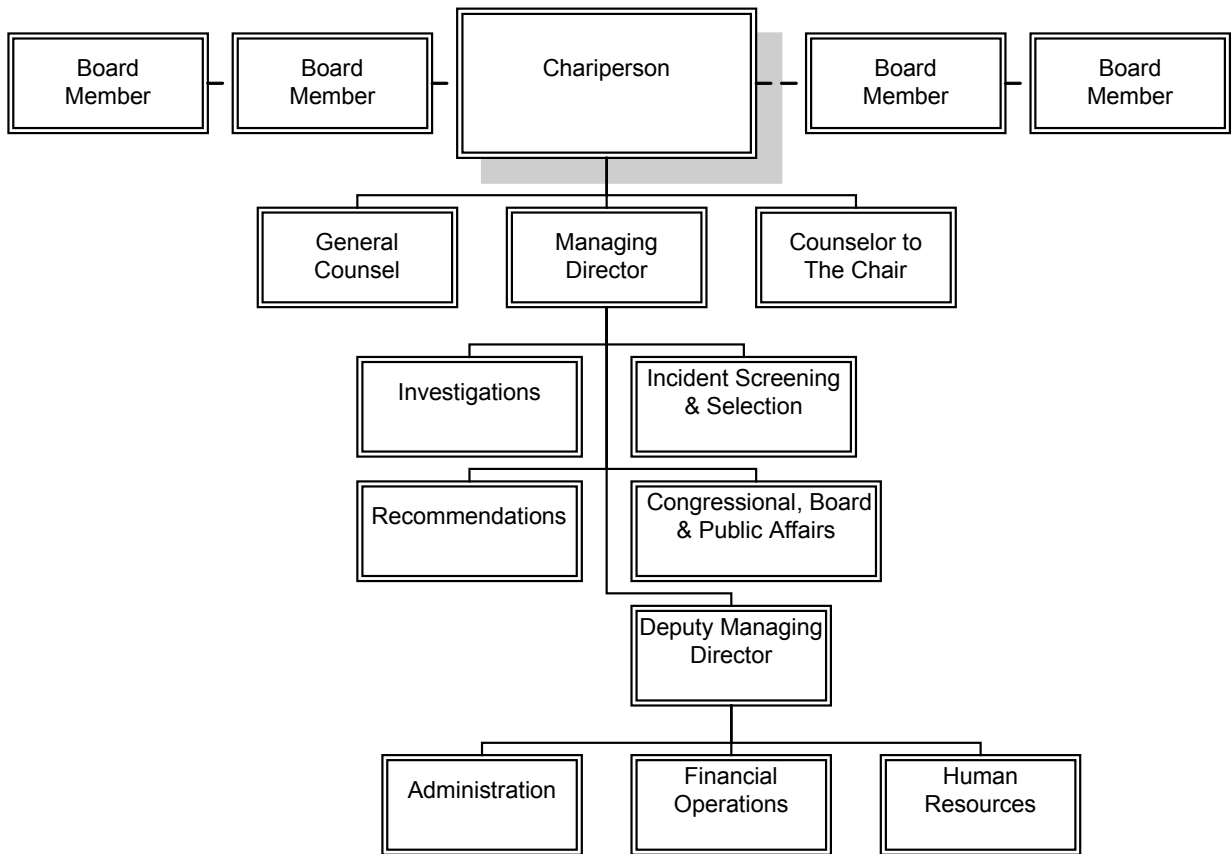 Board
Member
Board
Member
Chariperson
Board
Member
Board
Member
General
Counsel
Managing
Director
Counselor to
The Chair
Investigations
Incident Screening
& Selection
Recommendations
Congressional, Board
& Public Affairs
Deputy Managing
Director
Administration
Financial
Operations
Human
Resources